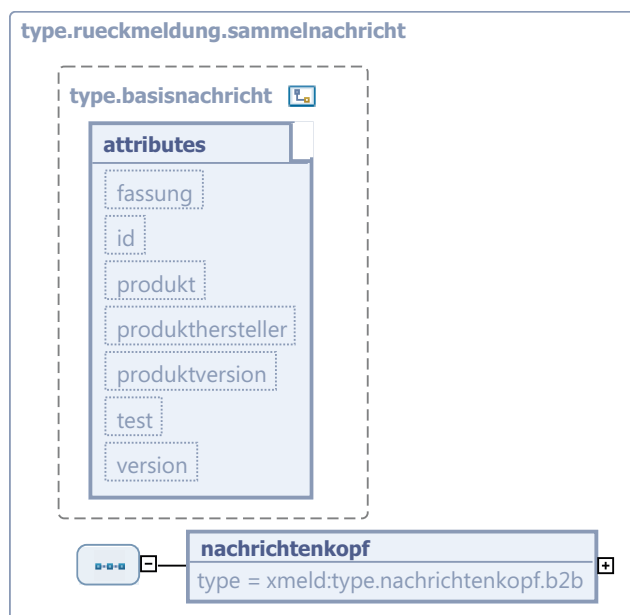 type.rueckmeldung.sammelnachricht
type.basisnachricht
attributes
fassung
id
produkt
produkthersteller
produktversion
test
version
nachrichtenkopf
type = xmeld:type.nachrichtenkopf.b2b